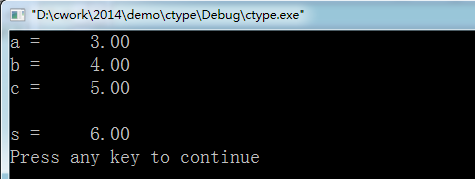 "D:\cwork\2014\demo\ctype\Debug\ctype.exe"
a =     3.00
b =     4.00
c =     5.00
s =     6.00
Press any key to continue